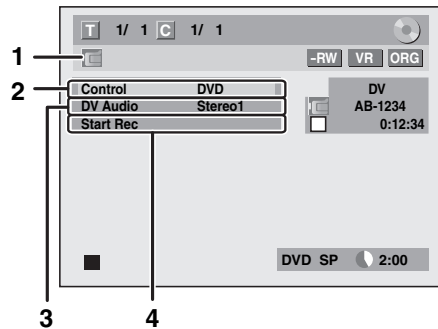 T 1/ 1 C 1/ 1
1
-RW VR ORG
2
Control DVD
DV
DV Audio Stereo1
AB-1234
Start Rec
0:12:34
DVD SP 2:00
3 4